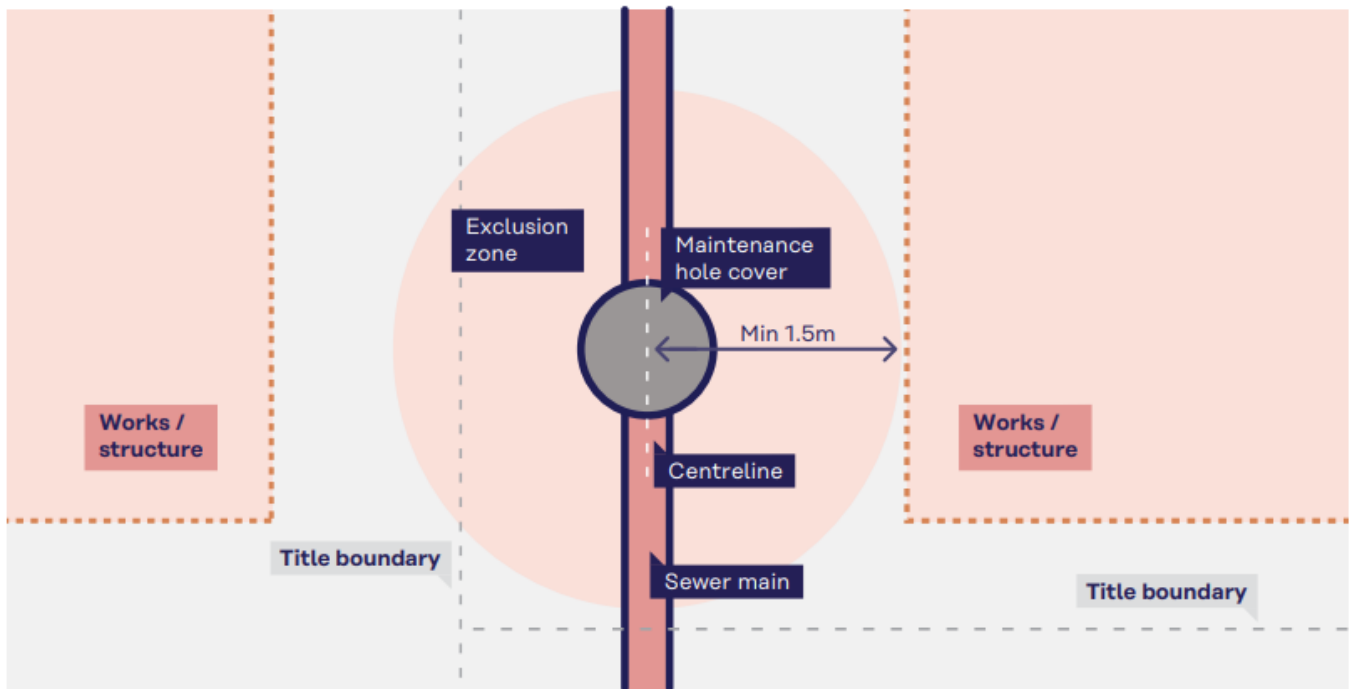 Exclusion
zone
Maintenance
hole cover
Min 1.5m
Works /
structure
Works /
structure
Centreline
Title boundary
Sewer main
Title boundary